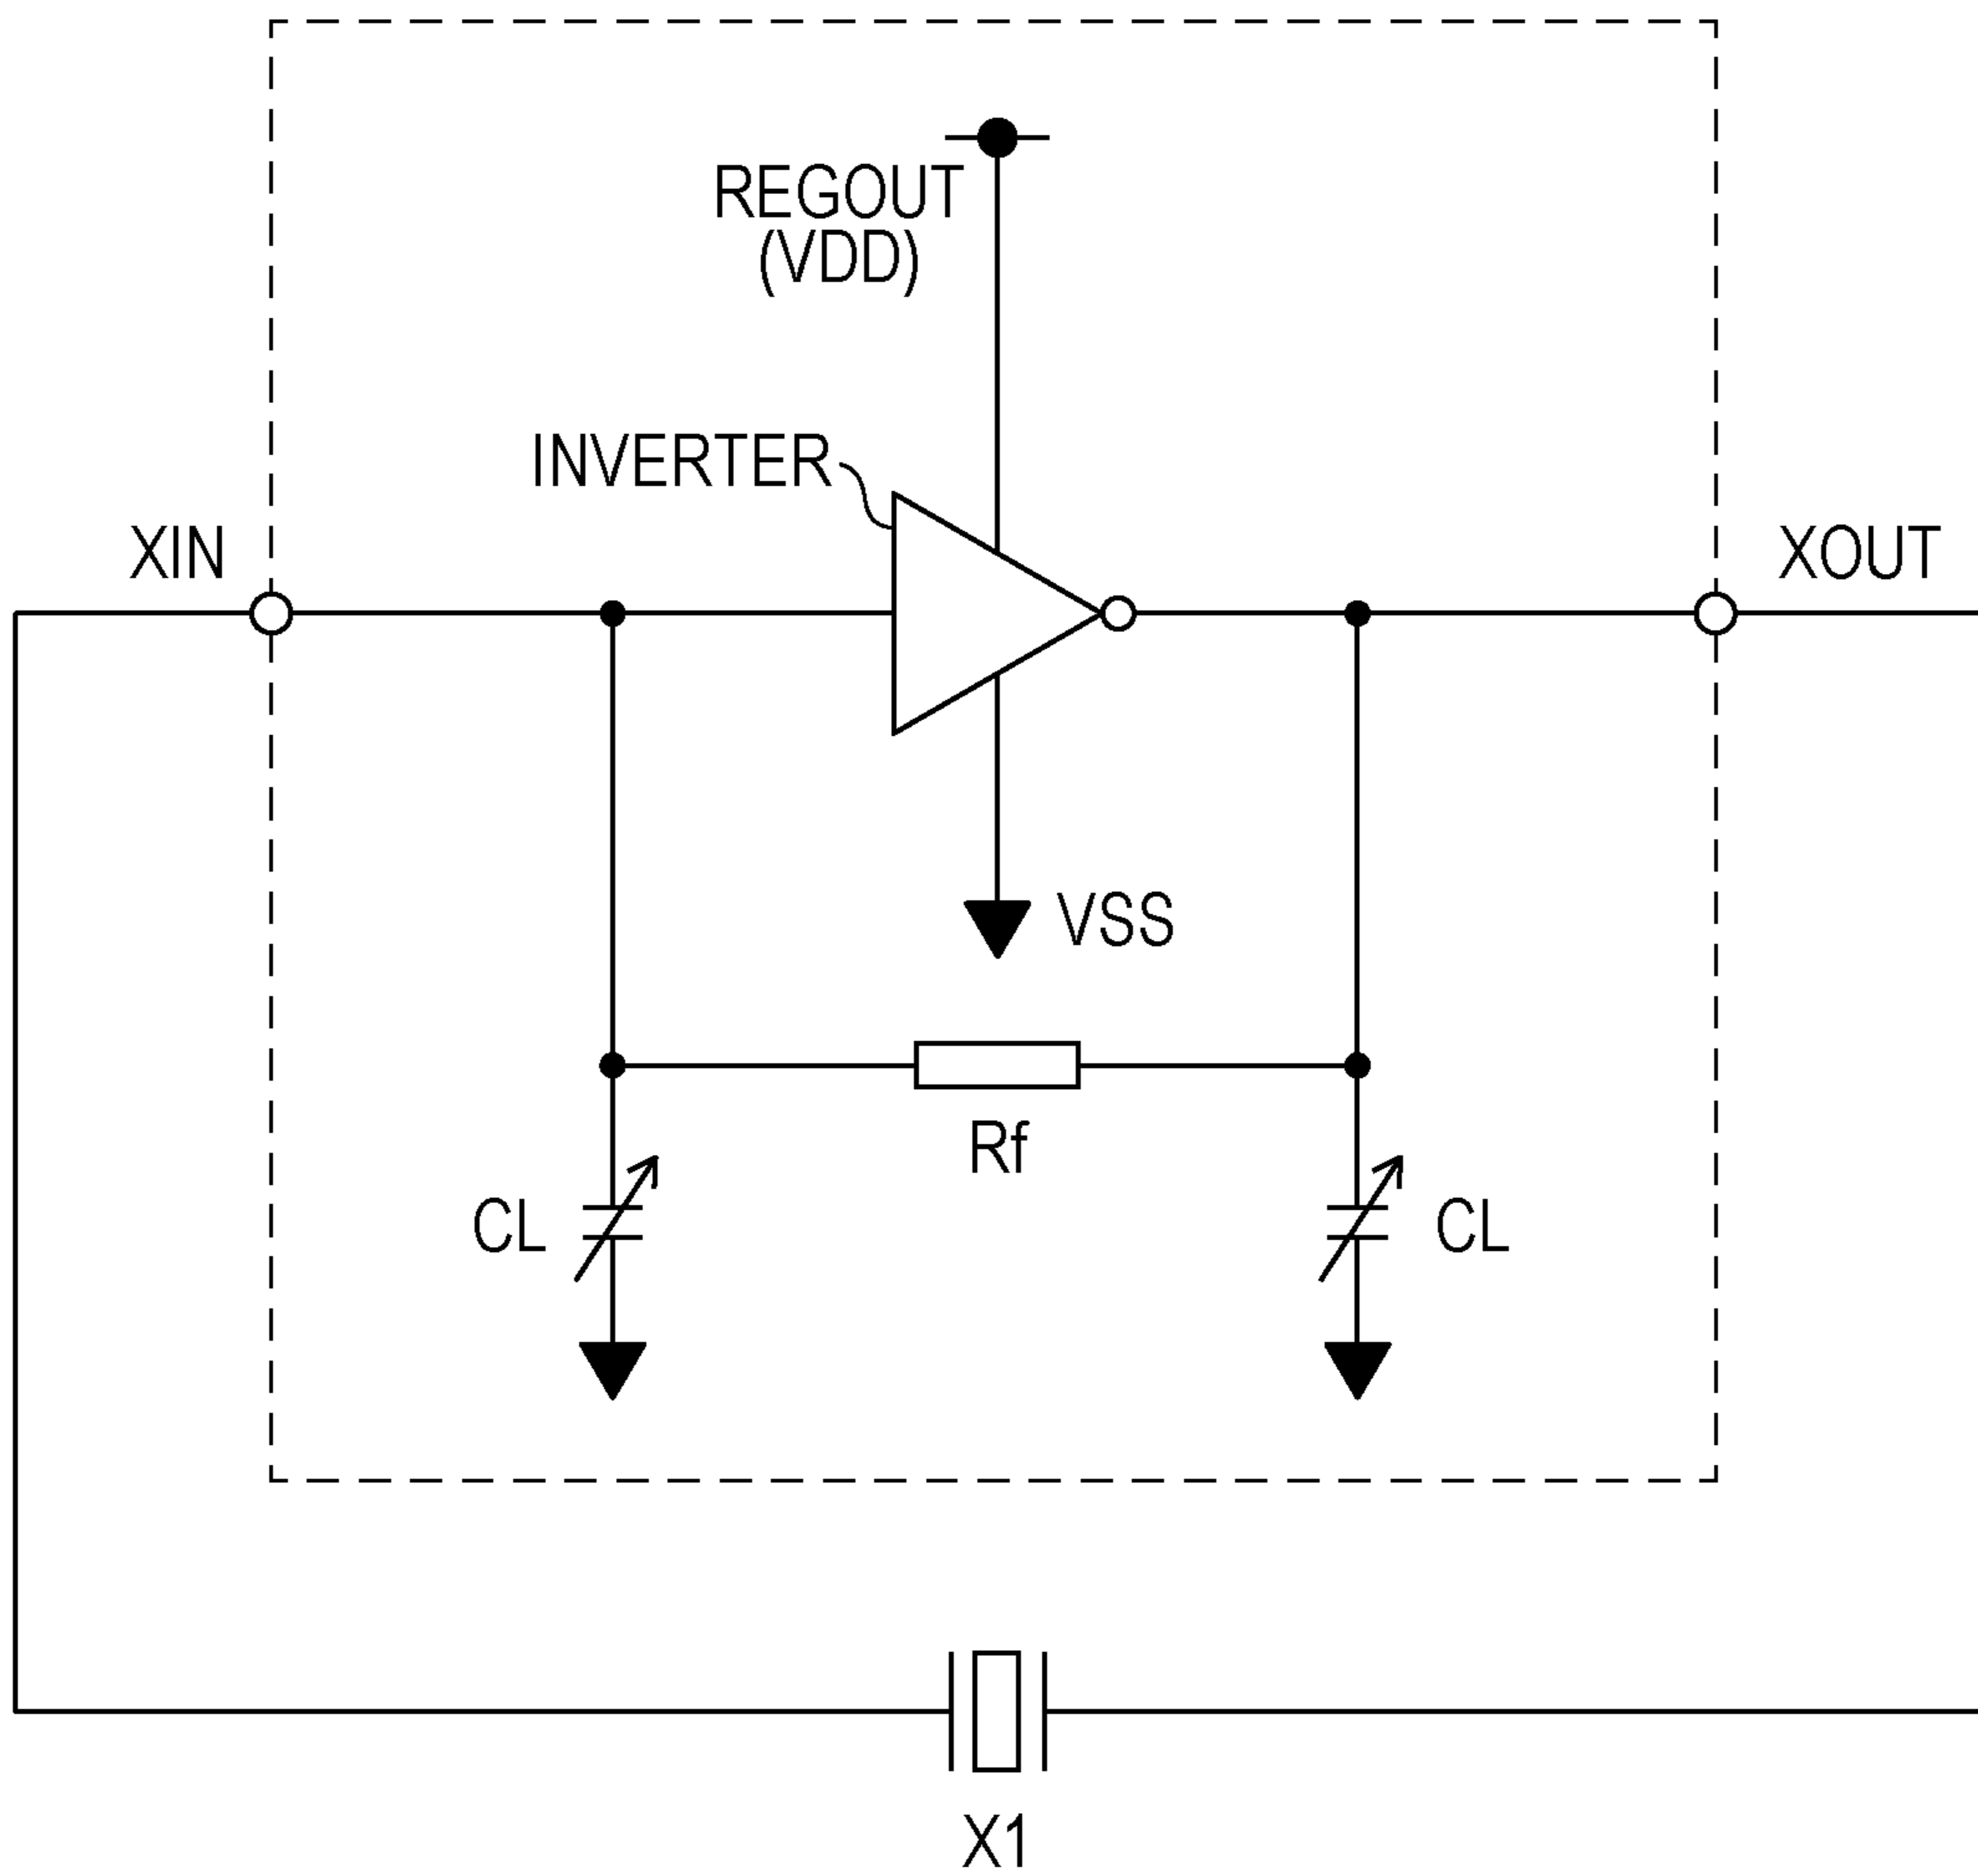 REGOUT
(VDD)
INVERTER
XIN
XOUT
VSS
Rf
CL
CL
X1